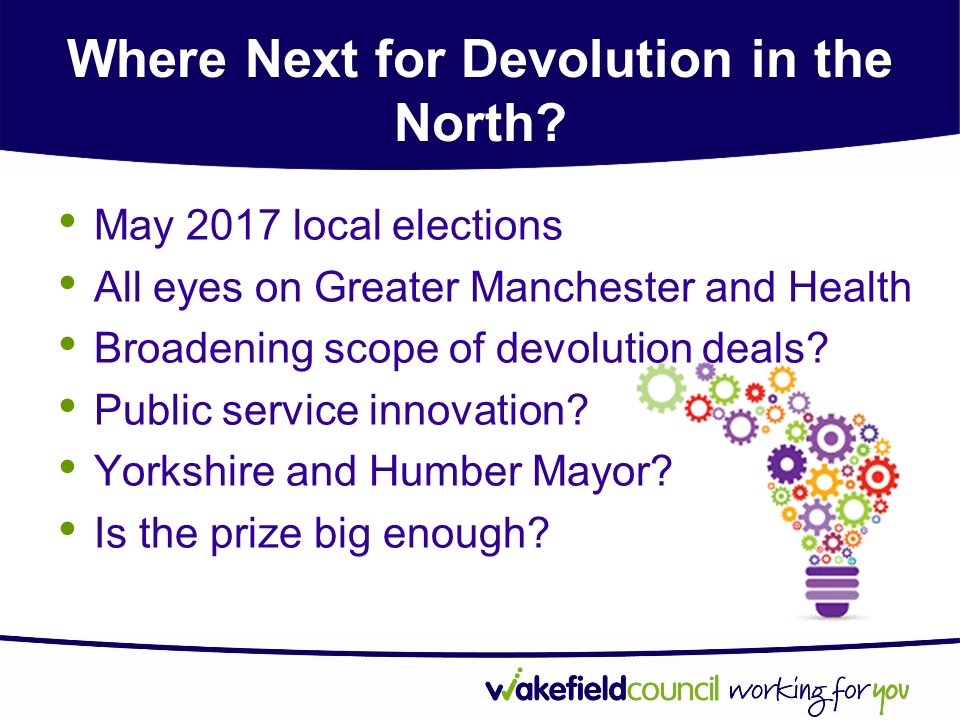 Where Next for Devolution in the
North?
• May 2017 local elections
• All eyes on Greater Manchester and Health
• Broadening scope of devolution deals?
• Public service innovation?
• Yorkshire and Humber Mayor?
• Is the prize big enough?
wakefieldcouncil working for you